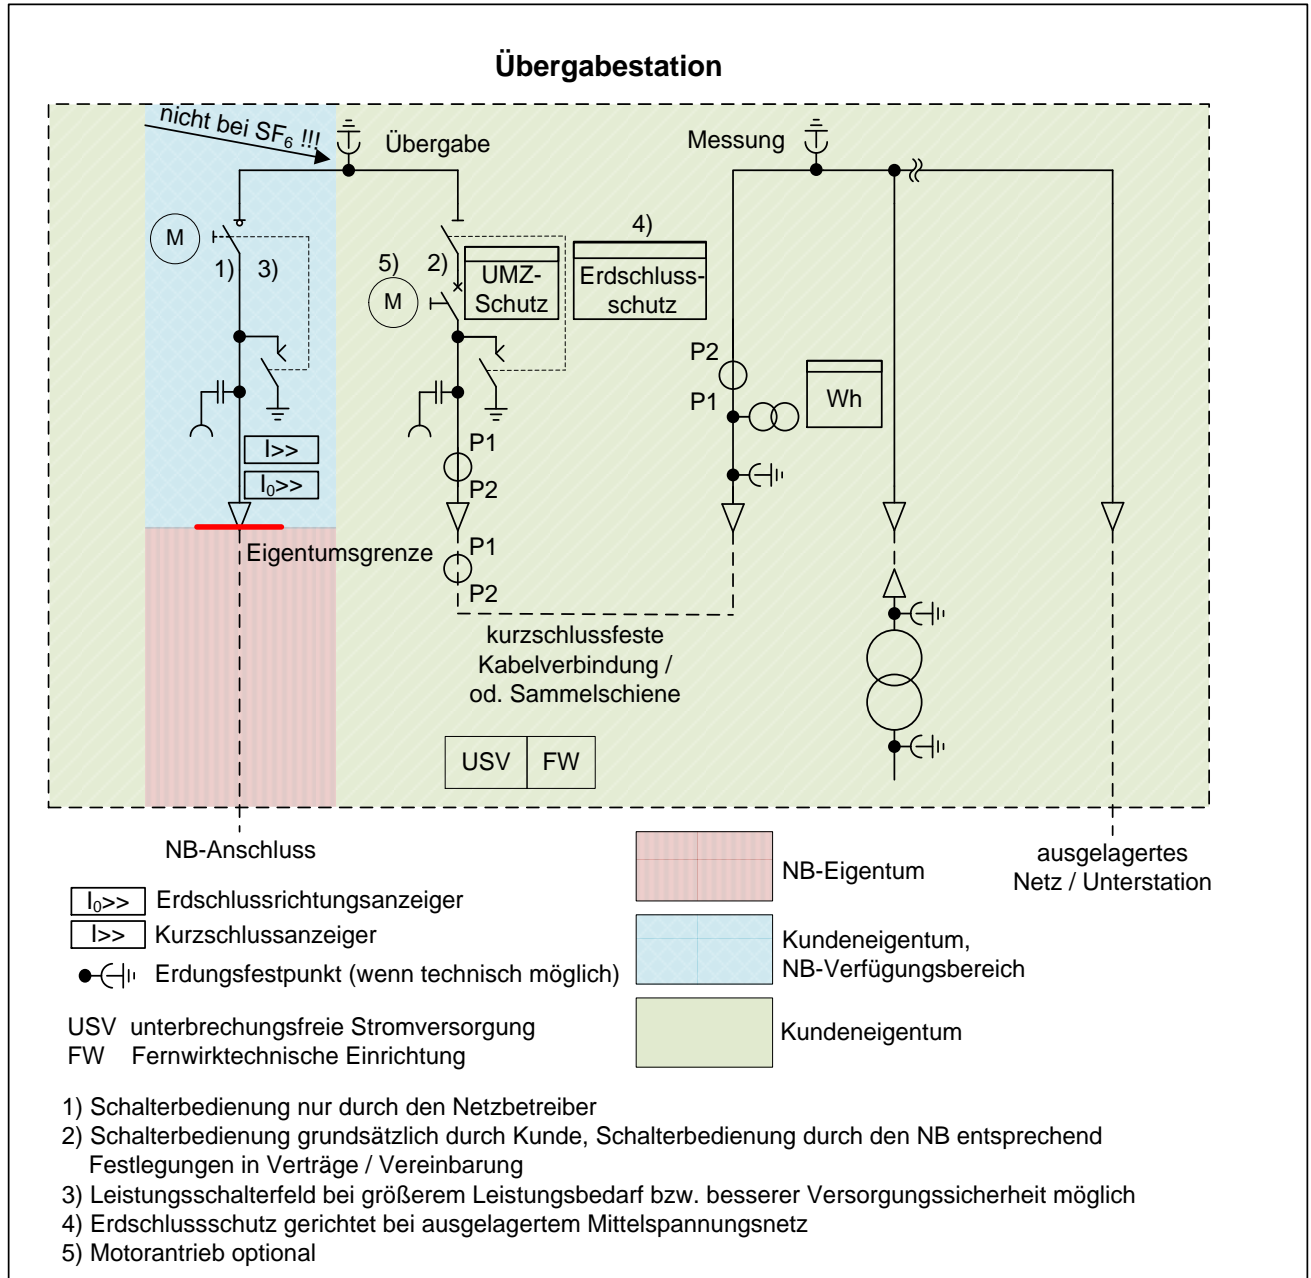 Übergabestation
nicht bei SF₆ !!!
Übergabe
Messung
M
1)
3)
5)
2)
M
UMZ-
Schutz
4)
Erdschluss-
schutz
P2
P1
Wh
I>>
I₀>>
P1
P2
Eigentumsgrenze
P1
P2
kurzschlussfeste
Kabelverbindung /
od. Sammelschiene
USV
FW
NB-Anschluss
ausgelagertes
Netz / Unterstation
I₀>> Erdschlussrichtungsanzeiger
I>> Kurzschlussanzeiger
Erdungsfestpunkt (wenn technisch möglich)
USV unterbrechungsfreie Stromversorgung
FW Fernwirktechnische Einrichtung
NB-Eigentum
Kundeneigentum,
NB-Verfügungsbereich
Kundeneigentum
1) Schalterbedienung nur durch den Netzbetreiber
2) Schalterbedienung grundsätzlich durch Kunde, Schalterbedienung durch den NB entsprechend
Festlegungen in Verträge / Vereinbarung
3) Leistungsschalterfeld bei größerem Leistungsbedarf bzw. besserer Versorgungssicherheit möglich
4) Erdschlussschutz gerichtet bei ausgelagertem Mittelspannungsnetz
5) Motorantrieb optional